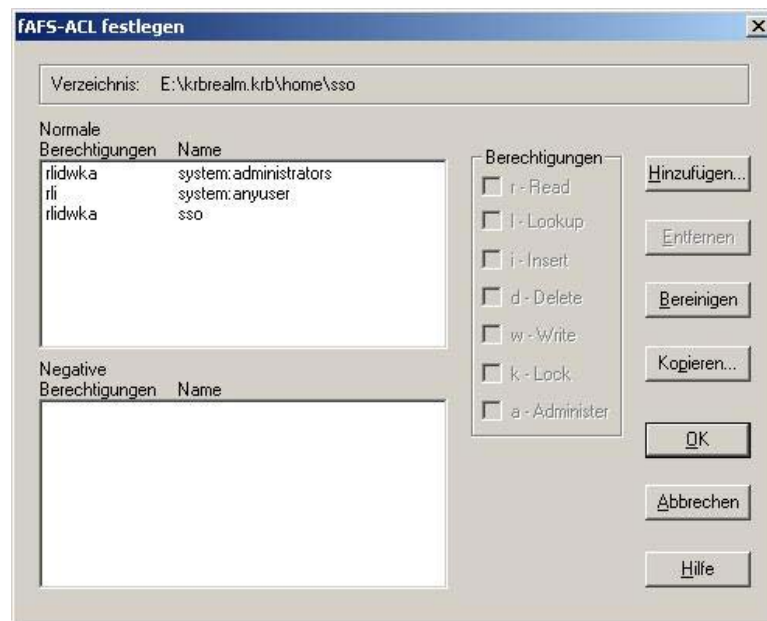 fAFS-ACL festlegen
Verzeichnis: E:\krbrealm.krb\home\sso
Normale
Berechtigungen Name
rlidwka system:administrators
rli system:anyuser
rlidwka sso
Negative
Berechtigungen Name
Berechtigungen
r - Read
l - Lookup
i - Insert
d - Delete
w - Write
k - Lock
a - Administer
Hinzufügen...
Entfernen
Bereinigen
Kopieren...
OK
Abbrechen
Hilfe